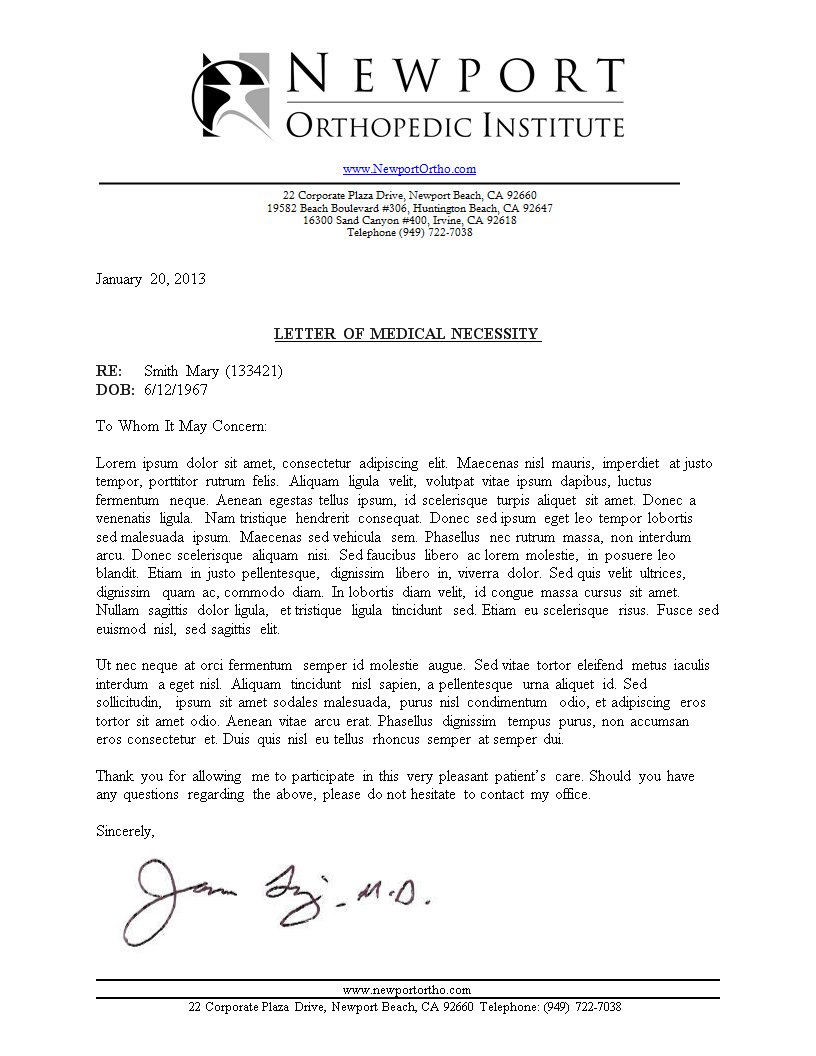 NEWPORT
ORTHOPEDIC INSTITUTE
www.NewportOrtho.com
22 Corporate Plaza Drive, Newport Beach, CA 92660
19582 Beach Boulevard #306, Huntington Beach, CA 92647
16300 Sand Canyon #400, Irvine, CA 92618
Telephone (949) 722-7038
January 20, 2013
LETTER OF MEDICAL NECESSITY
RE: Smith Mary (133421)
DOB: 6/12/1967
To Whom It May Concern:
Lorem ipsum dolor sit amet, consectetur adipiscing elit. Maecenas nisl mauris, imperdiet at justo
tempor, porttitor rutrum felis. Aliquam ligula velit, volutpat vitae ipsum dapibus, luctus
fermentum neque. Aenean egestas tellus ipsum, id scelerisque turpis aliquet sit amet. Donec a
venenatis ligula. Nam tristique hendrerit consequat. Donec sed ipsum eget leo tempor lobortis
sed malesuada ipsum. Maecenas sed vehicula sem. Phasellus nec rutrum massa, non interdum
arcu. Donec scelerisque aliquam nisi. Sed faucibus libero ac lorem molestie, in posuere leo
blandit. Etiam in justo pellentesque, dignissim libero in, viverra dolor. Sed quis velit ultrices,
dignissim quam ac, commodo diam. In lobortis diam velit, id congue massa cursus sit amet.
Nullam sagittis dolor ligula, et tristique ligula tincidunt sed. Etiam eu scelerisque risus. Fusce sed
euismod nisl, sed sagittis elit.
Ut nec neque at orci fermentum semper id molestie augue. Sed vitae tortor eleifend metus iaculis
interdum a eget nisl. Aliquam tincidunt nisl sapien, a pellentesque urna aliquet id. Sed
sollicitudin, ipsum sit amet sodales malesuada, purus nisl condimentum odio, et adipiscing eros
tortor sit amet odio. Aenean vitae arcu erat. Phasellus dignissim tempus purus, non accumsan
eros consectetur et. Duis quis nisl eu tellus rhoncus semper at semper dui.
Thank you for allowing me to participate in this very pleasant patient’s care. Should you have
any questions regarding the above, please do not hesitate to contact my office.
Sincerely,
M.D.
www.newportortho.com
22 Corporate Plaza Drive, Newport Beach, CA 92660 Telephone: (949) 722-7038